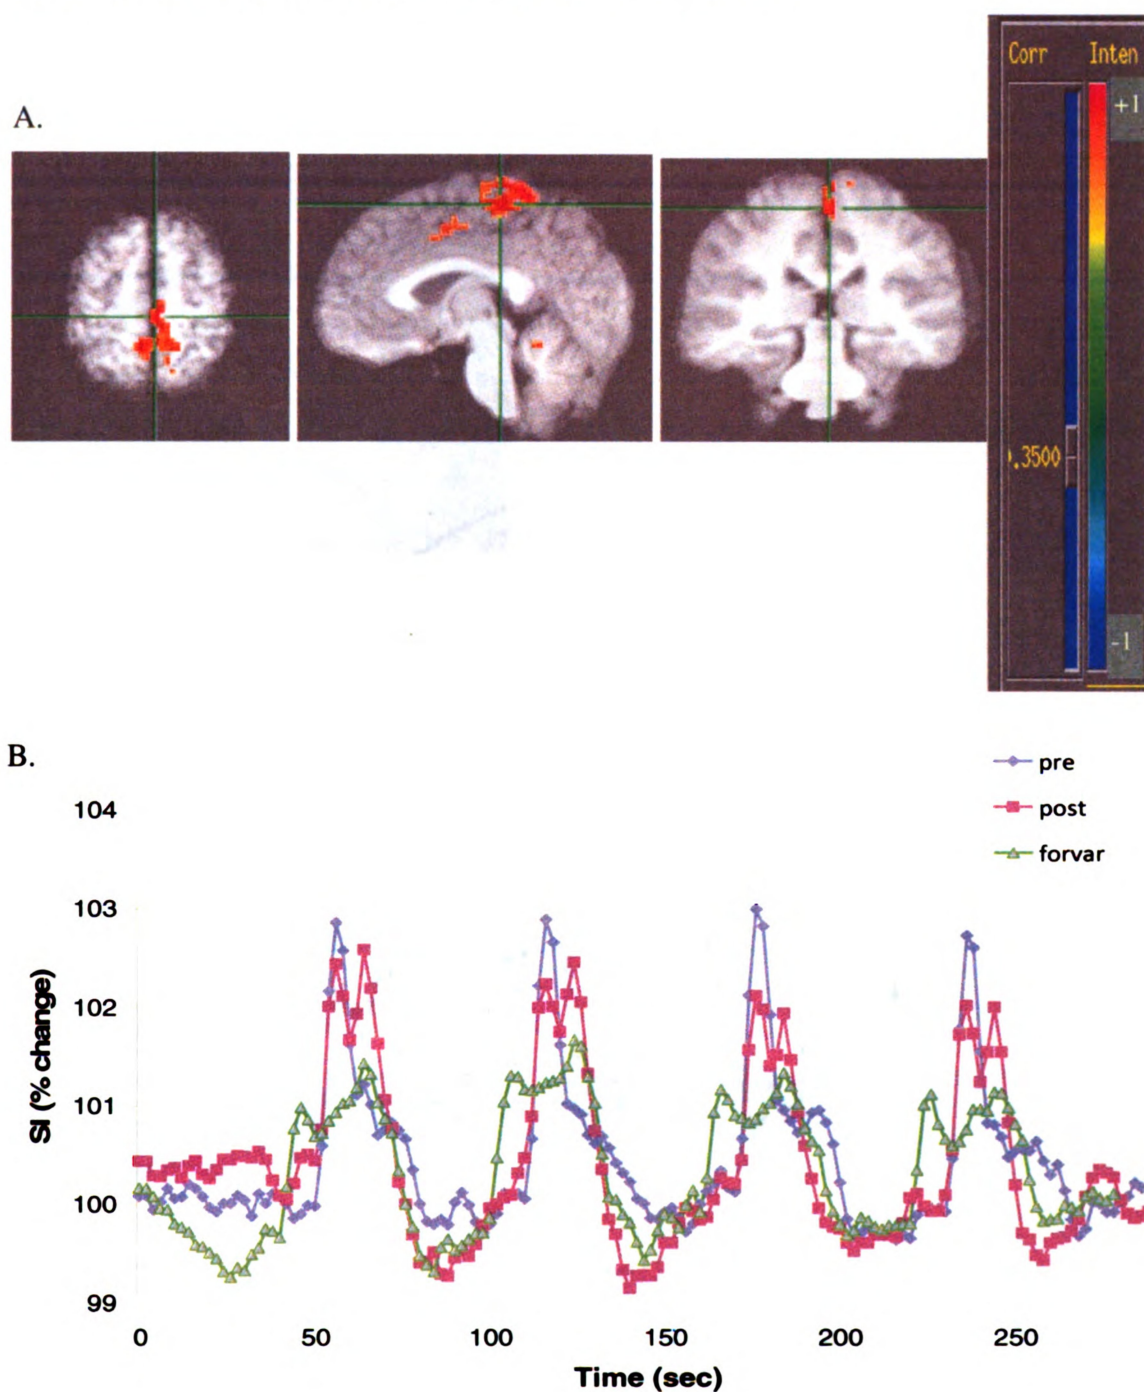 Corr Inten
+1
A.
.3500
-1
B.
pre
post
forvar
104
103
102
101
100
99
SI (% change)
0 50 100 150 200 250
Time (sec)